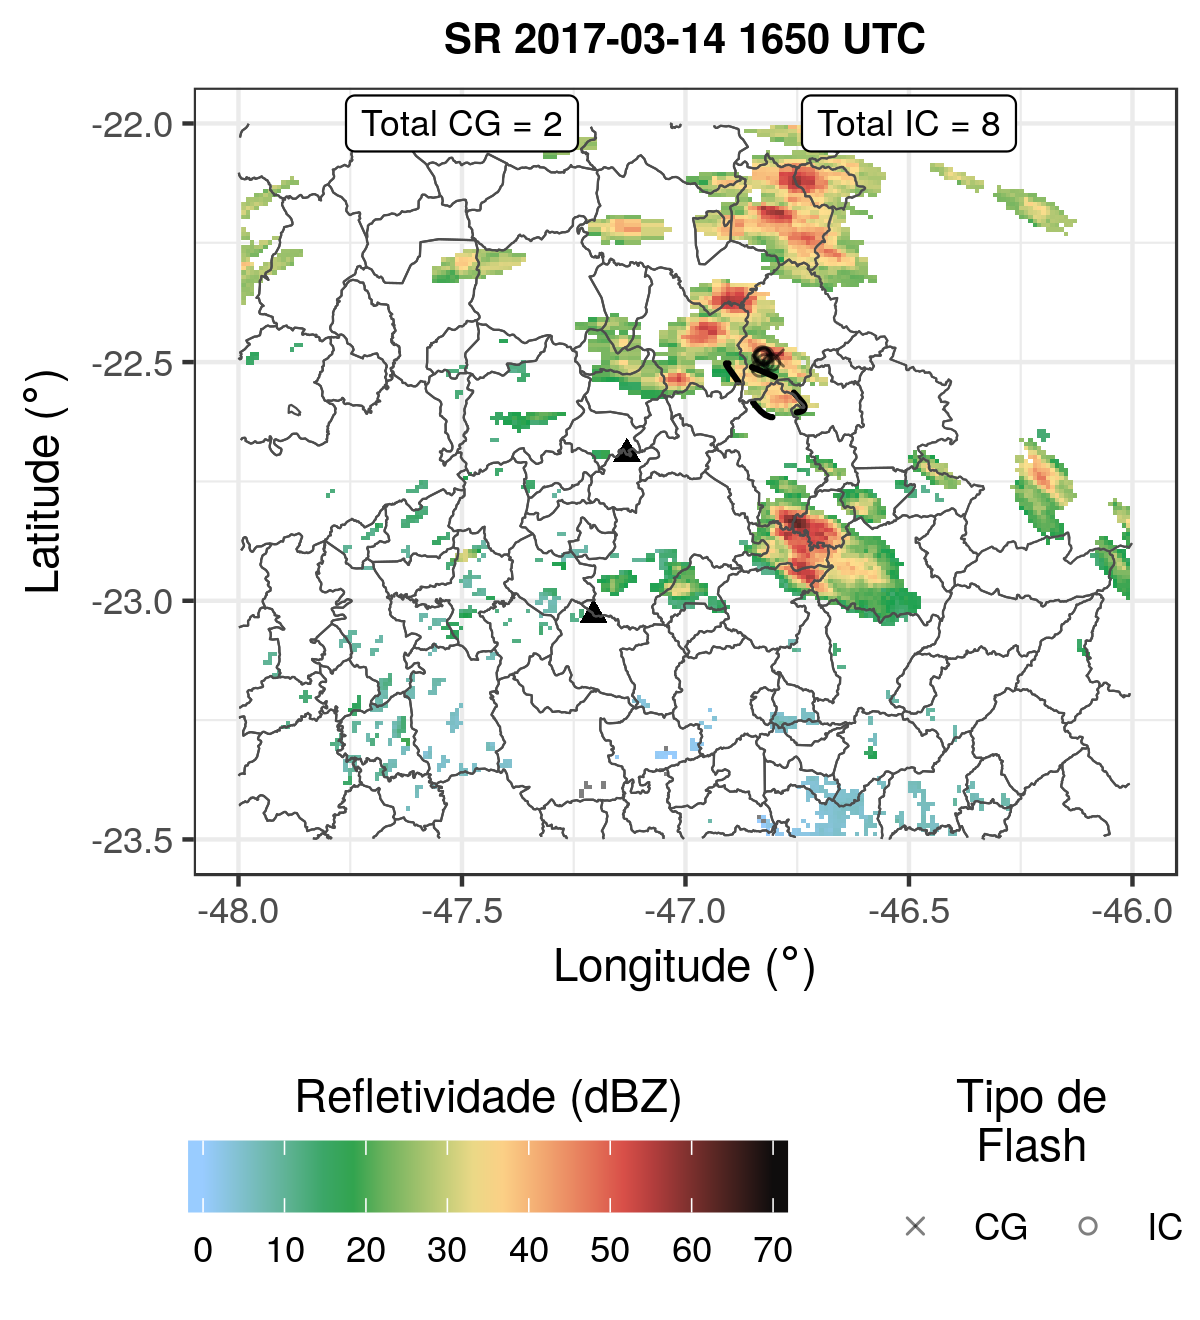 SR 2017-03-14 1650 UTC
Total CG = 2
Total IC = 8
-22.0
-22.5
-23.0
-23.5
Latitude (°)
-48.0
-47.5
-47.0
-46.5
-46.0
Longitude (°)
Refletividade (dBZ)
0 10 20 30 40 50 60 70
Tipo de
Flash
CG
IC